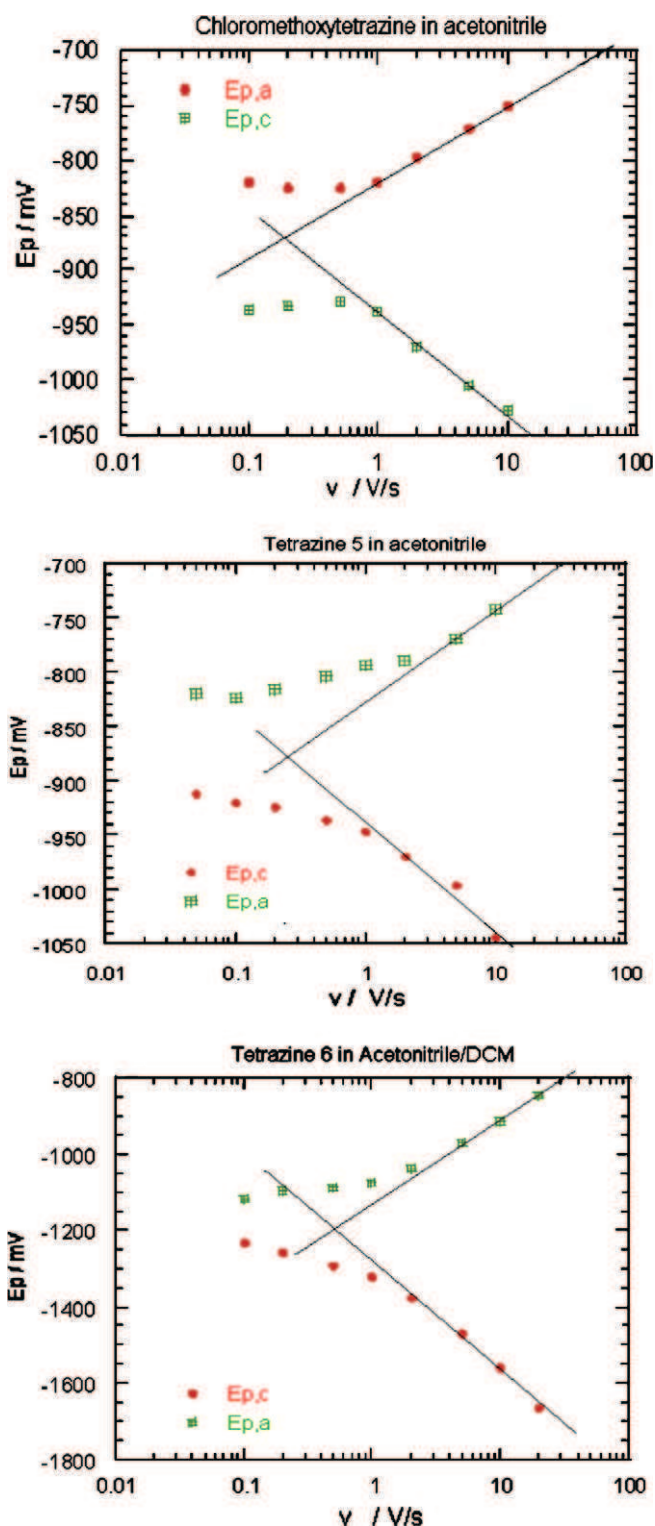 Chloromethoxytetrazine in acetonitrile
-700
-750
-800
-850
-900
-950
-1000
-1050
Ep / mV
Ep,a
Ep,c
0.01 0.1 1 10 100
v / V/s
Tetrazine 5 in acetonitrile
-700
-750
-800
-850
-900
-950
-1000
-1050
Ep / mV
Ep,c
Ep,a
0.01 0.1 1 10 100
v / V/s
Tetrazine 6 in Acetonitrile/DCM
-800
-1000
-1200
-1400
-1600
-1800
Ep / mV
Ep,c
Ep,a
0.01 0.1 1 10 100
v / V/s